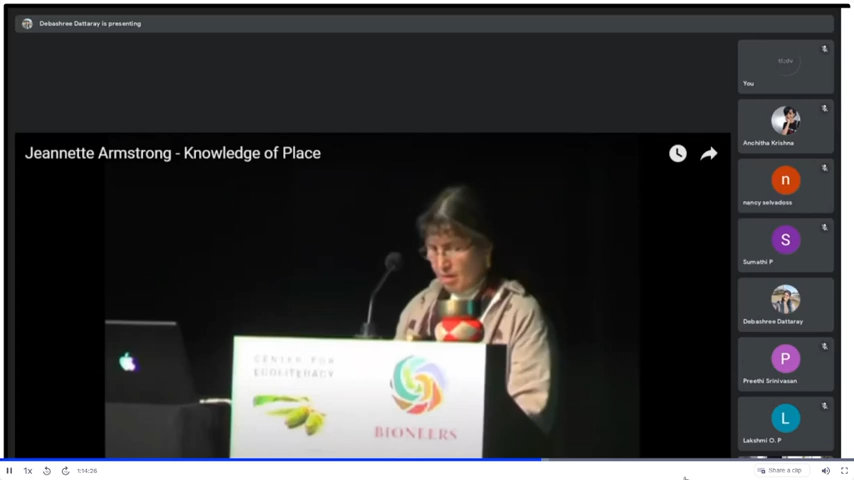 Debashree Dattaray is presenting
You
Anchitha Krishna
n
nancy selvadoss
S
Sumathi P
Debashree Dattaray
P
Preethi Srinivasan
L
Lakshmi O. P
Jeannette Armstrong - Knowledge of Place
CENTER FOR
ECOLITERACY
BIONEERS
1x
1:14:26
Share a clip